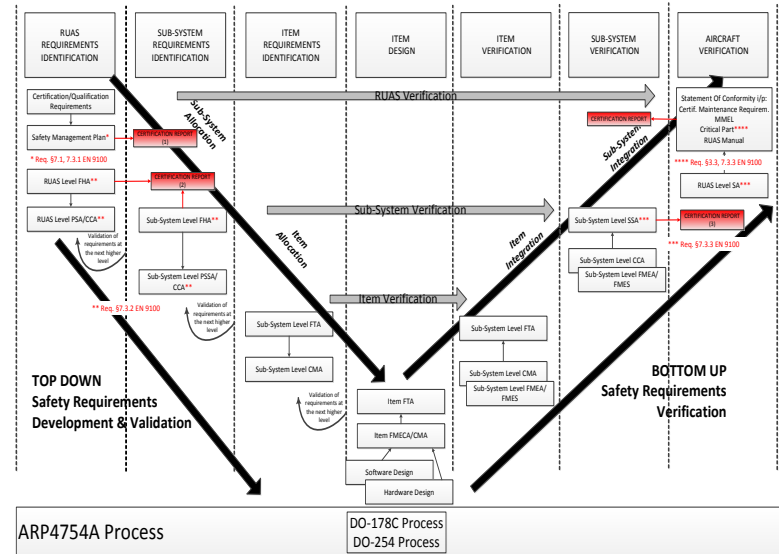 RUAS
REQUIREMENTS
IDENTIFICATION
SUB-SYSTEM
REQUIREMENTS
IDENTIFICATION
ITEM
REQUIREMENTS
IDENTIFICATION
ITEM
DESIGN
ITEM
VERIFICATION
SUB-SYSTEM
VERIFICATION
AIRCRAFT
VERIFICATION
Certification/Qualification
Requirements
Safety Management Plan*
* Req. §7.1, 7.3.1 EN 9100
RUAS Level FHA**
RUAS Level PSA/CCA**
Validation of
requirements at
the next higher
level
** Req. §7.3.2 EN 9100
CERTIFICATION REPORT
(1)
CERTIFICATION REPORT
(2)
Sub-System Level FHA**
Sub-System Level PSSA/
CCA**
Validation of
requirements at
the next higher
level
Sub-System
Allocation
RUAS Verification
Sub-System Verification
Item
Allocation
Item Verification
Sub-System Level FTA
Sub-System Level CMA
Validation of
requirements at
the next higher
level
Item FTA
Item FMECA/CMA
Software Design
Hardware Design
Item
Integration
Sub-System
Integration
Sub-System Level FTA
Sub-System Level CMA
Sub-System Level FMEA/
FMES
CERTIFICATION REPORT
Sub-System Level SSA***
Sub-System Level CCA
Sub-System Level FMEA/
FMES
Statement Of Conformity i/p:
Certif. Maintenance Requirem.
MMEL
Critical Part****
RUAS Manual
**** Req. §3.3, 7.3.3 EN 9100
RUAS Level SA***
CERTIFICATION REPORT
(3)
*** Req. §7.3.3 EN 9100
TOP DOWN
Safety Requirements
Development & Validation
BOTTOM UP
Safety Requirements
Verification
ARP4754A Process
DO-178C Process
DO-254 Process